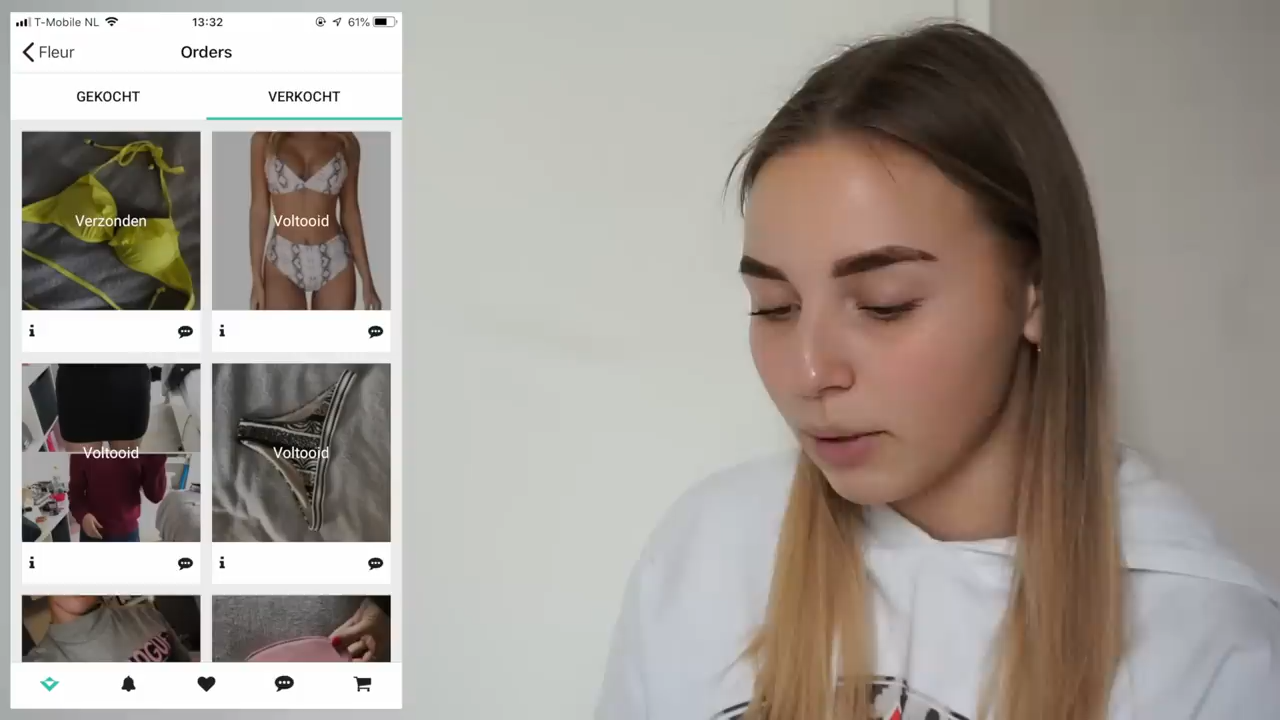 T-Mobile NL 13:32 61%
Fleur Orders
GEKOCHT VERKOCHT
Verzonden Voltooid
Voltooid Voltooid